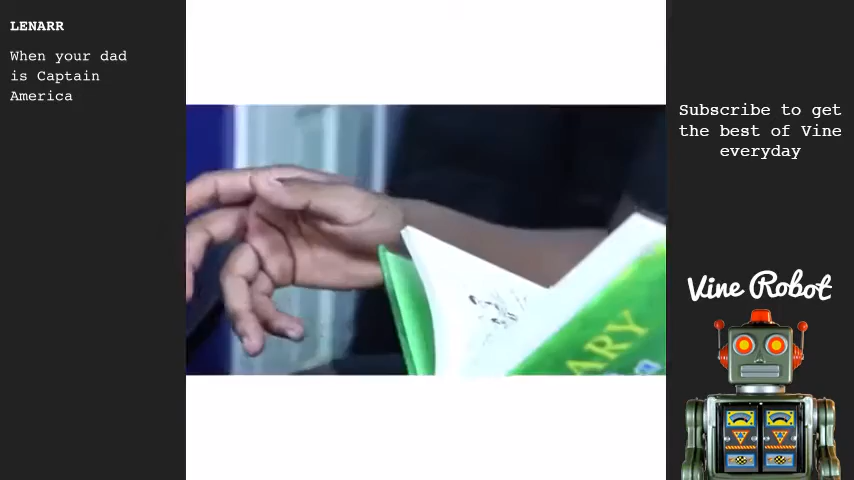 LENARR
When your dad
is Captain
America
Subscribe to get
the best of Vine
everyday
Vine Robot
ARY